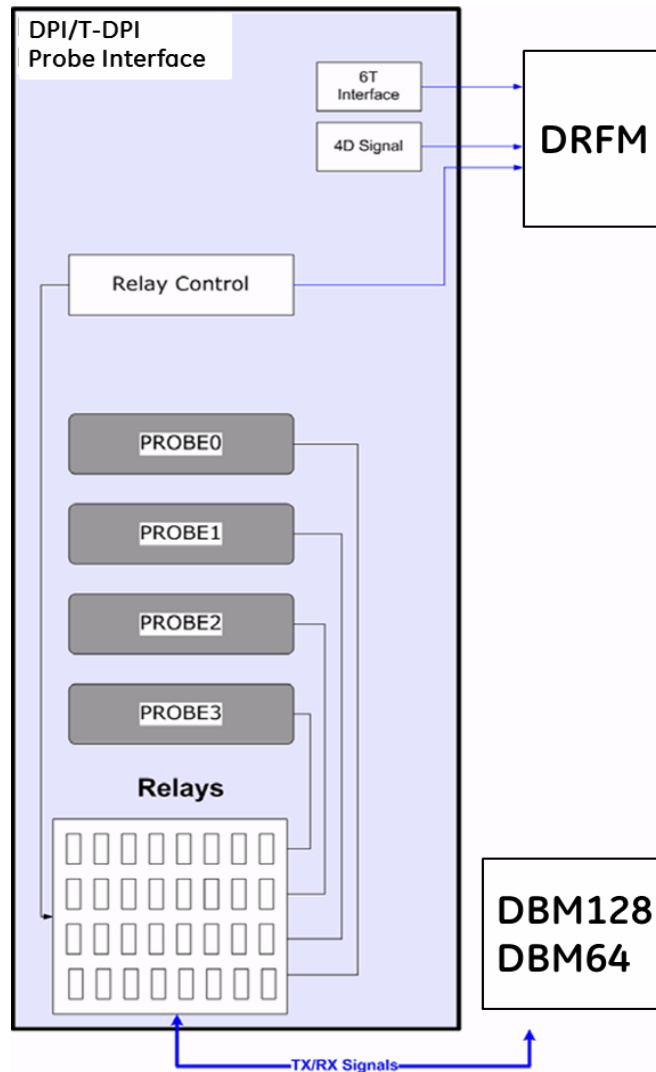 DPI/T-DPI
Probe Interface
6T
Interface
4D Signal
DRFM
Relay Control
PROBE0
PROBE1
PROBE2
PROBE3
Relays
DBM128
DBM64
TX/RX Signals